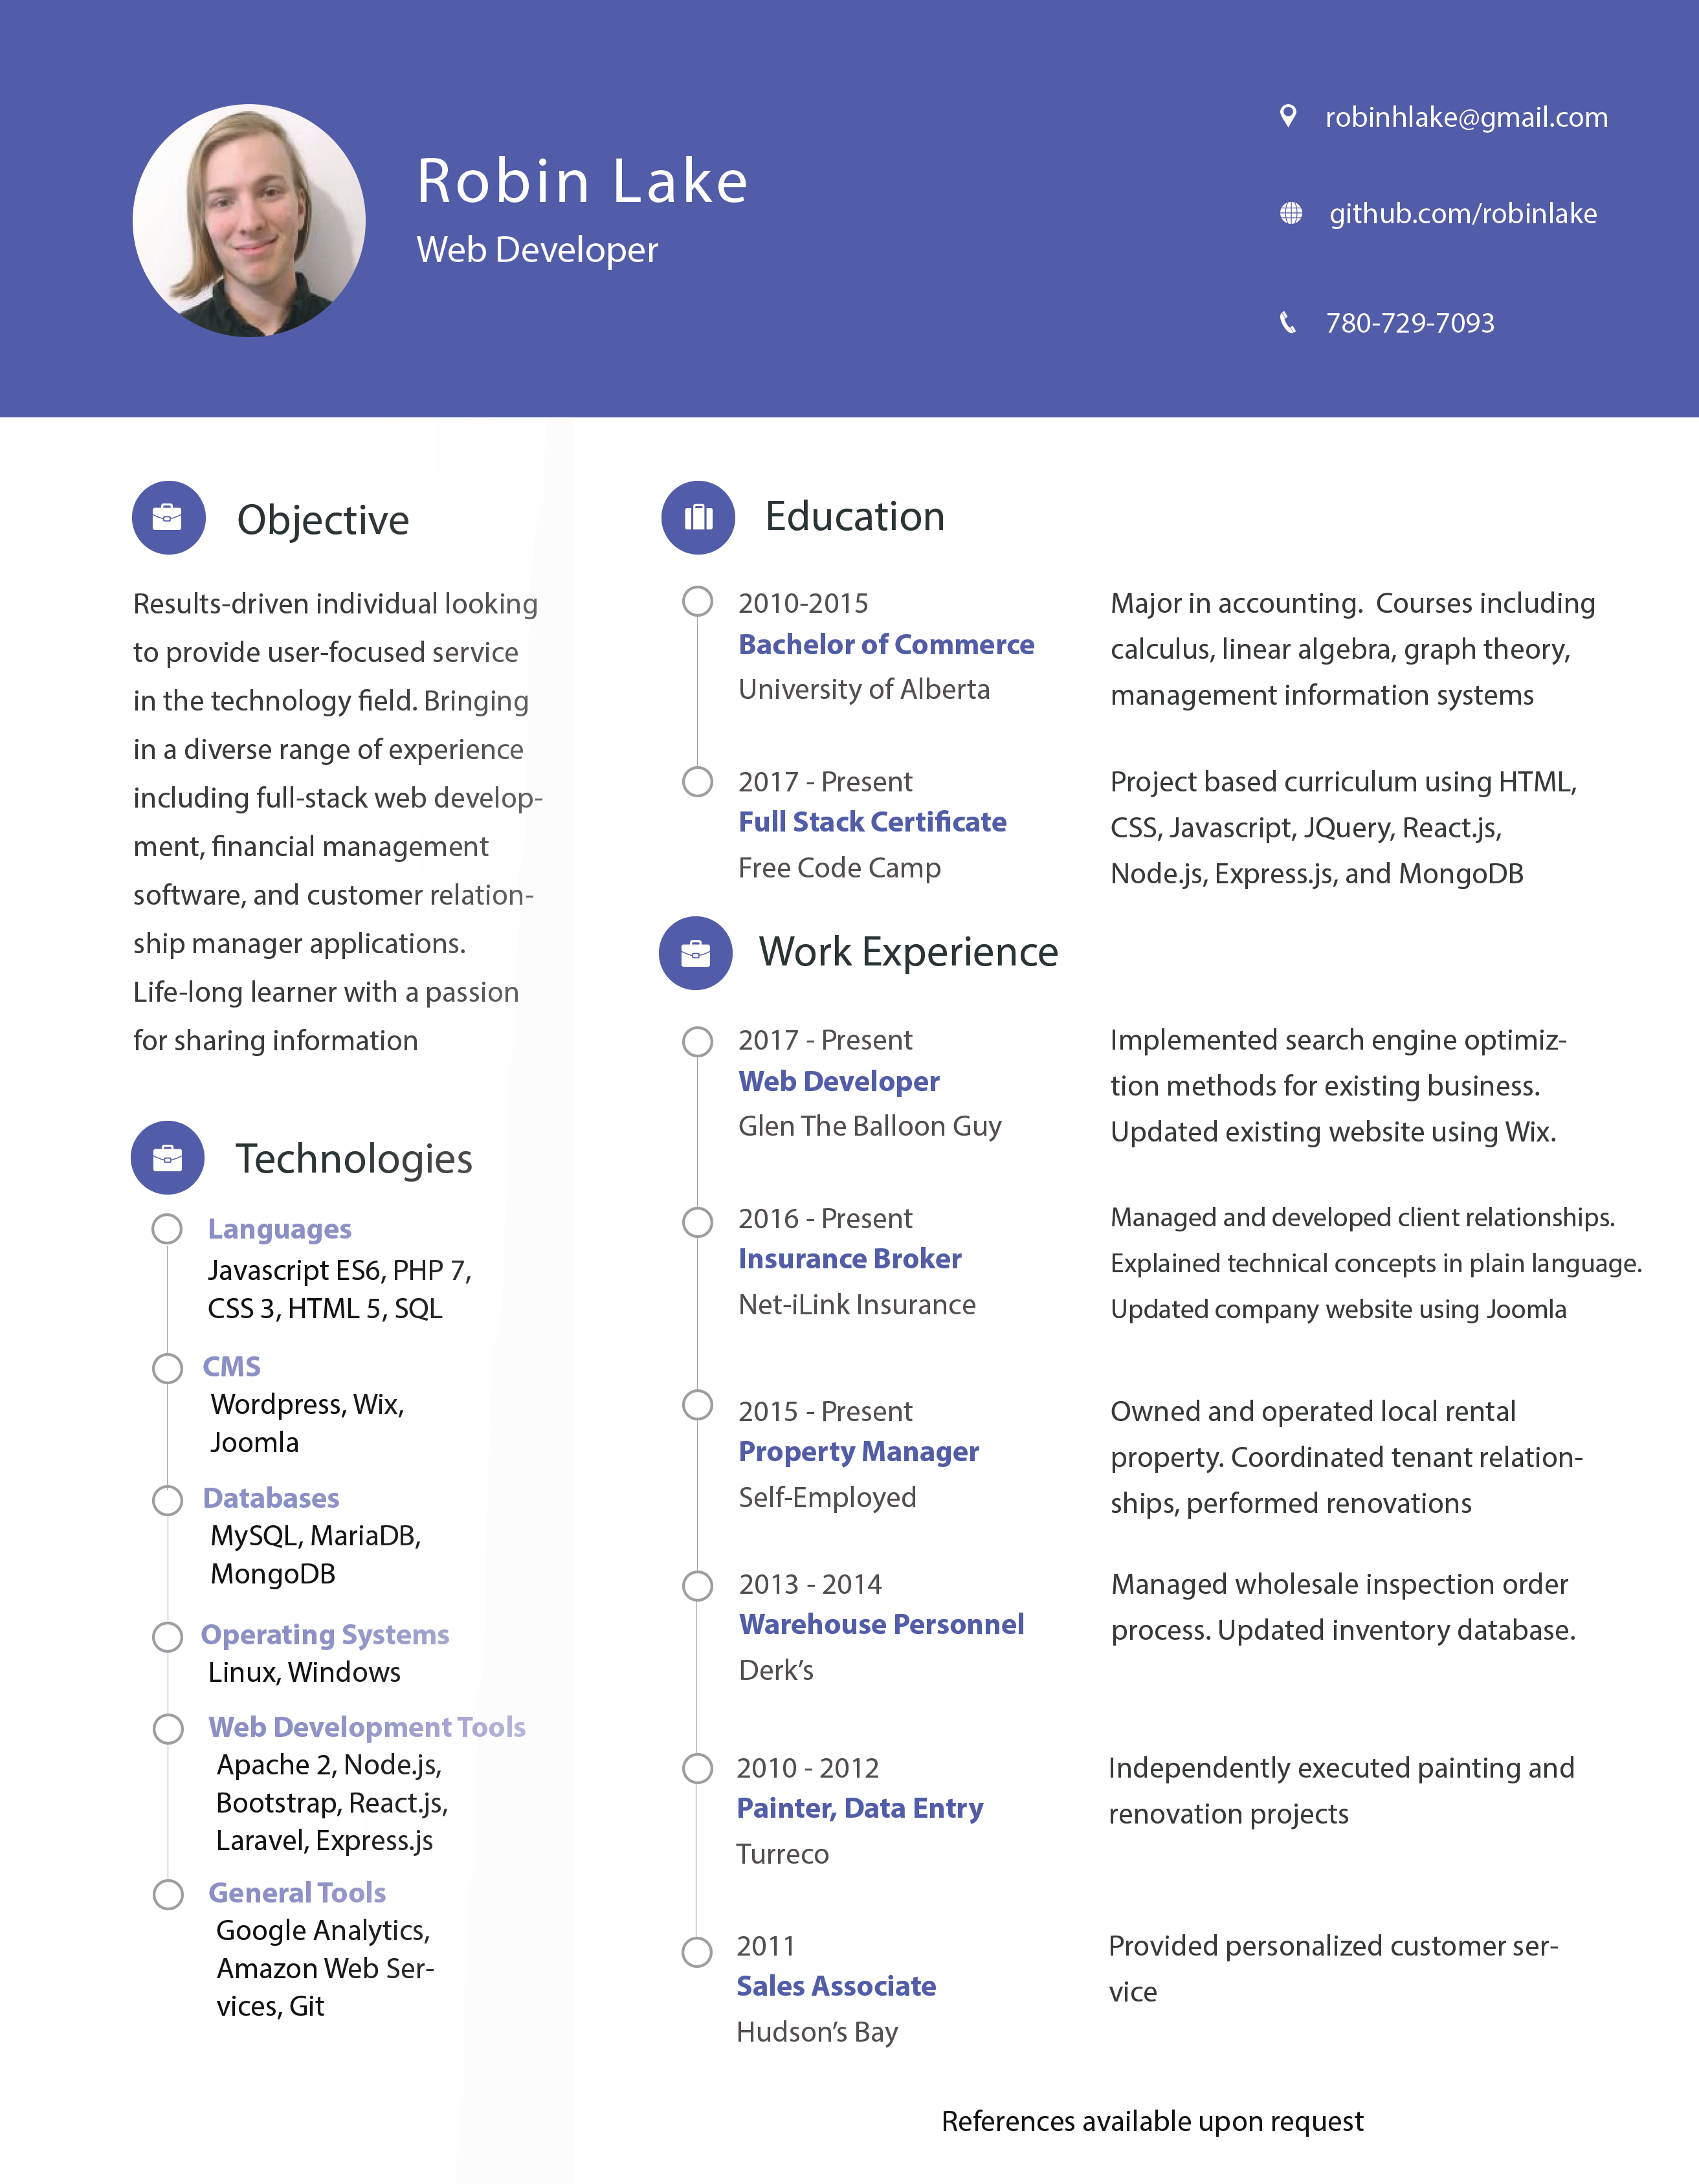 Robin Lake
Web Developer
robinhlake@gmail.com
github.com/robinlake
780-729-7093
Objective
Results-driven individual looking
to provide user-focused service
in the technology field. Bringing
in a diverse range of experience
including full-stack web develop-
ment, financial management
software, and customer relation-
ship manager applications.
Life-long learner with a passion
for sharing information
Technologies
Languages
Javascript ES6, PHP 7,
CSS 3, HTML 5, SQL
CMS
Wordpress, Wix,
Joomla
Databases
MySQL, MariaDB,
MongoDB
Operating Systems
Linux, Windows
Web Development Tools
Apache 2, Node.js,
Bootstrap, React.js,
Laravel, Express.js
General Tools
Google Analytics,
Amazon Web Ser-
vices, Git
Education
2010-2015
Bachelor of Commerce
University of Alberta
Major in accounting.  Courses including
calculus, linear algebra, graph theory,
management information systems
2017 - Present
Full Stack Certificate
Free Code Camp
Project based curriculum using HTML,
CSS, Javascript, JQuery, React.js,
Node.js, Express.js, and MongoDB
Work Experience
2017 - Present
Web Developer
Glen The Balloon Guy
Implemented search engine optimiz-
tion methods for existing business.
Updated existing website using Wix.
2016 - Present
Insurance Broker
Net-iLink Insurance
Managed and developed client relationships.
Explained technical concepts in plain language.
Updated company website using Joomla
2015 - Present
Property Manager
Self-Employed
Owned and operated local rental
property. Coordinated tenant relation-
ships, performed renovations
2013 - 2014
Warehouse Personnel
Derk’s
Managed wholesale inspection order
process. Updated inventory database.
2010 - 2012
Painter, Data Entry
Turreco
Independently executed painting and
renovation projects
2011
Sales Associate
Hudson’s Bay
Provided personalized customer ser-
vice
References available upon request